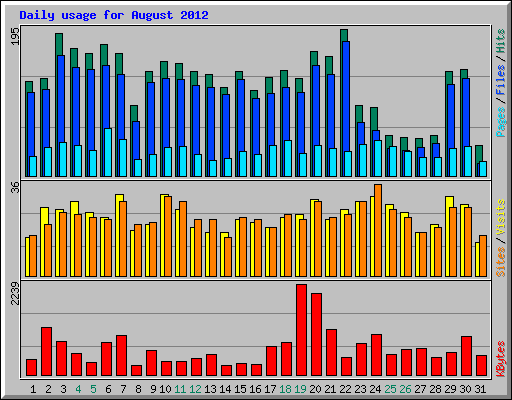 Daily usage for August 2012
195
Pages / Files / Hits
36
Sites / Visits
2239
KBytes
1 2 3 4 5 6 7 8 9 10 11 12 13 14 15 16 17 18 19 20 21 22 23 24 25 26 27 28 29 30 31